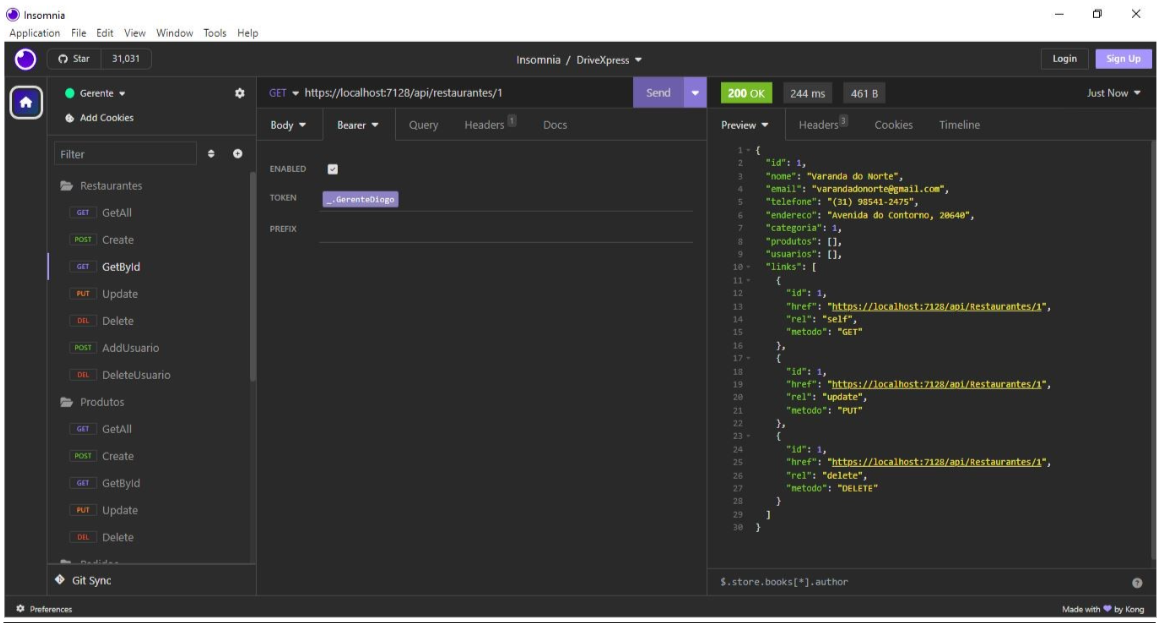 Insomnia
Application File Edit View Window Tools Help
Star 31,031
Insomnia / DriveXpress
Login Sign Up
Gerente
Add Cookies
Filter
Restaurantes
GET GetAll
POST Create
GET GetById
PUT Update
DEL Delete
POST AddUsuario
DEL DeleteUsuario
Produtos
GET GetAll
POST Create
GET GetById
PUT Update
DEL Delete
Pedidos
Git Sync
GET https://localhost:7128/api/restaurantes/1 Send
Body Bearer Query Headers 1 Docs
ENABLED
TOKEN _.GerenteDiogo
PREFIX
200 OK 244 ms 461 B Just Now
Preview Headers 3 Cookies Timeline
1 {
2 "id": 1,
3 "nome": "Varanda do Norte",
4 "email": "varandadonorte@gmail.com",
5 "telefone": "(31) 98541-2475",
6 "endereco": "Avenida do Contorno, 20640",
7 "categoria": 1,
8 "produtos": [],
9 "usuarios": [],
10 "links": [
11 {
12 "id": 1,
13 "href": "https://localhost:7128/api/Restaurantes/1",
14 "rel": "self",
15 "metodo": "GET"
16 },
17 {
18 "id": 1,
19 "href": "https://localhost:7128/api/Restaurantes/1",
20 "rel": "update",
21 "metodo": "PUT"
22 },
23 {
24 "id": 1,
25 "href": "https://localhost:7128/api/Restaurantes/1",
26 "rel": "delete",
27 "metodo": "DELETE"
28 }
29 ]
30 }
$.store.books[*].author
Preferences
Made with by Kong